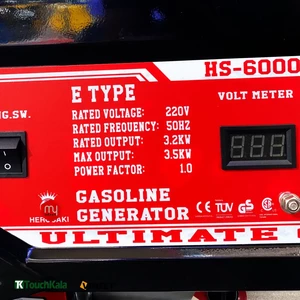 HS-6000
E TYPE
VOLT METER
RATED VOLTAGE: 220V
RATED FREQUENCY: 50HZ
RATED OUTPUT: 3.2KW
MAX OUTPUT: 3.5KW
POWER FACTOR: 1.0
NG.SW.
888
GASOLINE
GENERATOR
CE TUV GS
ULTIMATE
TouchKala